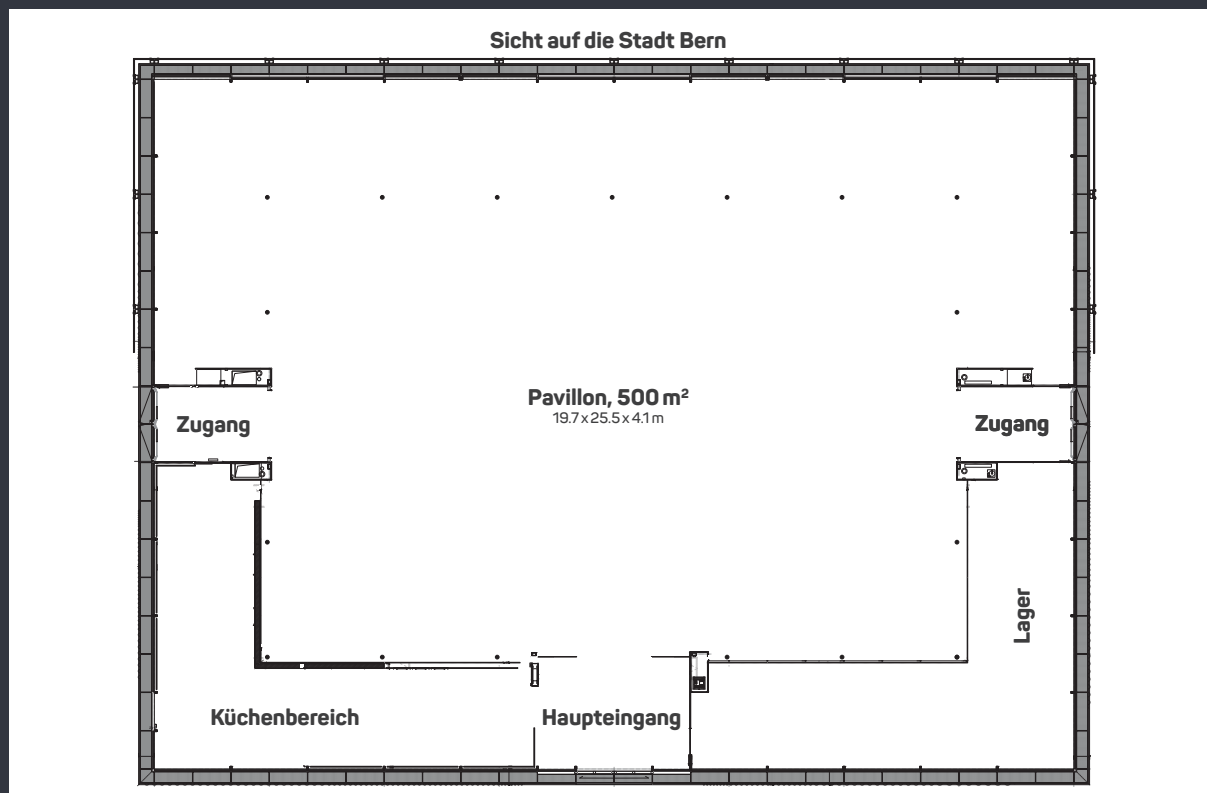 Sicht auf die Stadt Bern
Pavillon, 500 m²
19.7 x 25.5 x 4.1 m
Zugang
Zugang
Lager
Küchenbereich
Haupteingang